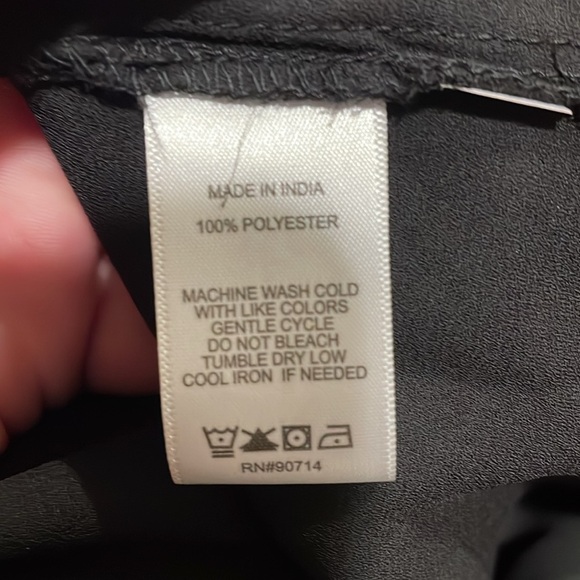 MADE IN INDIA
100% POLYESTER
MACHINE WASH COLD
WITH LIKE COLORS
GENTLE CYCLE
DO NOT BLEACH
TUMBLE DRY LOW
COOL IRON IF NEEDED
RN#90714